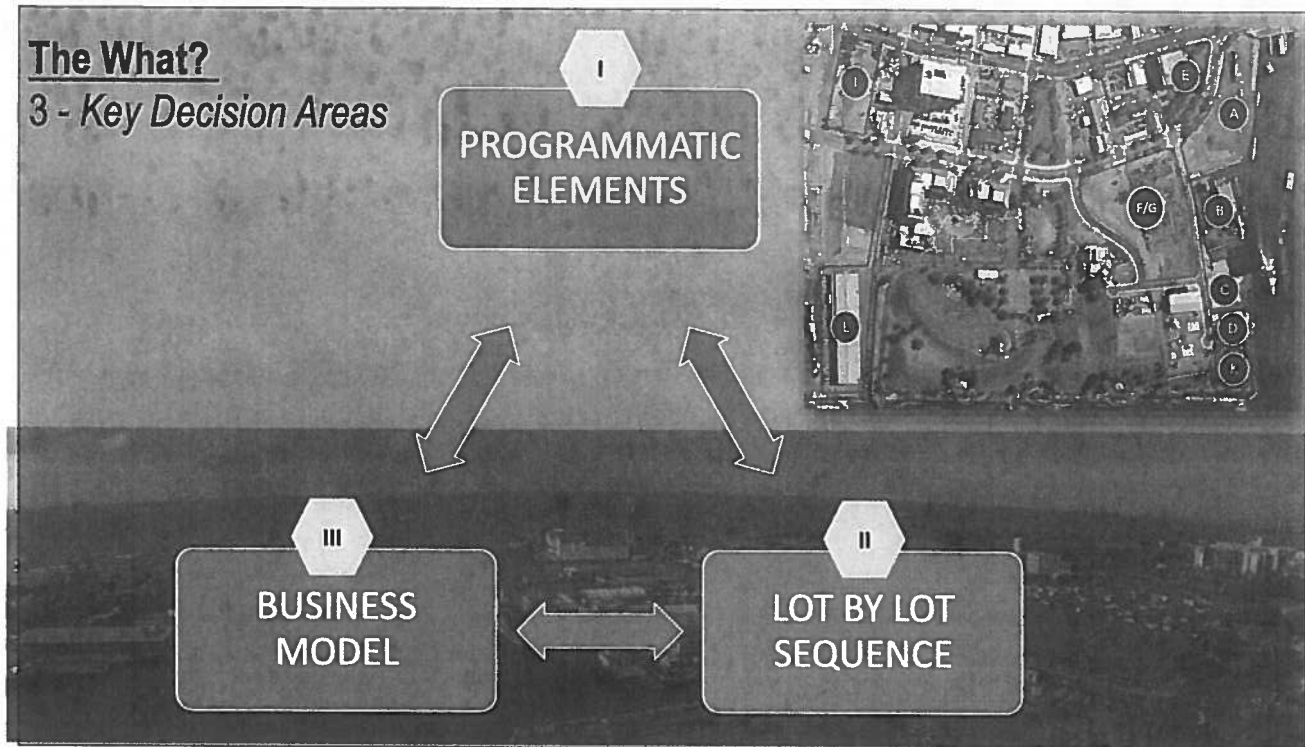 The What?
3 - Key Decision Areas
I
PROGRAMMATIC
ELEMENTS
III
BUSINESS
MODEL
II
LOT BY LOT
SEQUENCE
E
A
F/G
B
C
D
L